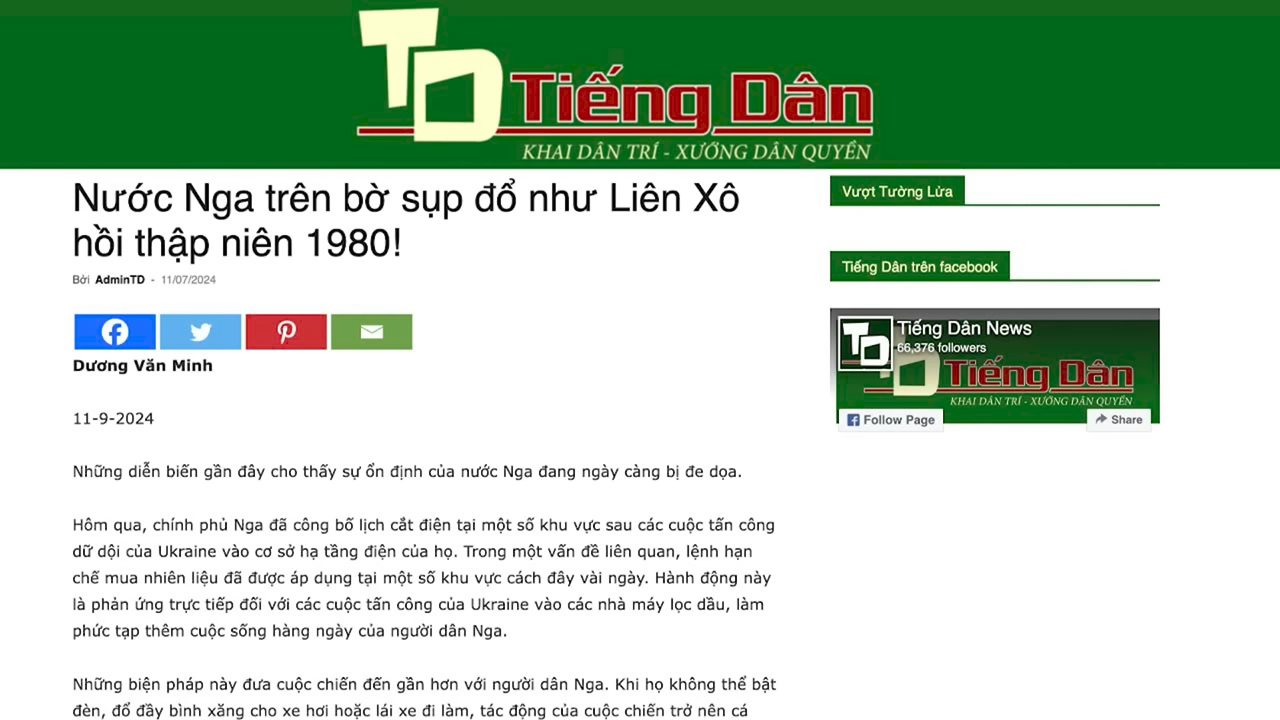 TD Tiếng Dân
KHAI DÂN TRÍ - XƯỚNG DÂN QUYỀN
Nước Nga trên bờ sụp đổ như Liên Xô
hồi thập niên 1980!
Bởi AdminTD - 11/07/2024
Dương Văn Minh
11-9-2024
Những diễn biến gần đây cho thấy sự ổn định của nước Nga đang ngày càng bị đe dọa.
Hôm qua, chính phủ Nga đã công bố lịch cắt điện tại một số khu vực sau các cuộc tấn công
dữ dội của Ukraine vào cơ sở hạ tầng điện của họ. Trong một vấn đề liên quan, lệnh hạn
chế mua nhiên liệu đã được áp dụng tại một số khu vực cách đây vài ngày. Hành động này
là phản ứng trực tiếp đối với các cuộc tấn công của Ukraine vào các nhà máy lọc dầu, làm
phức tạp thêm cuộc sống hàng ngày của người dân Nga.
Những biện pháp này đưa cuộc chiến đến gần hơn với người dân Nga. Khi họ không thể bật
đèn, đổ đầy bình xăng cho xe hơi hoặc lái xe đi làm, tác động của cuộc chiến trở nên cá
Vượt Tường Lửa
Tiếng Dân trên facebook
TD
Tiếng Dân News
66,376 followers
TD Tiếng Dân
KHAI DÂN TRÍ - XƯỚNG DÂN QUYỀN
Follow Page
Share